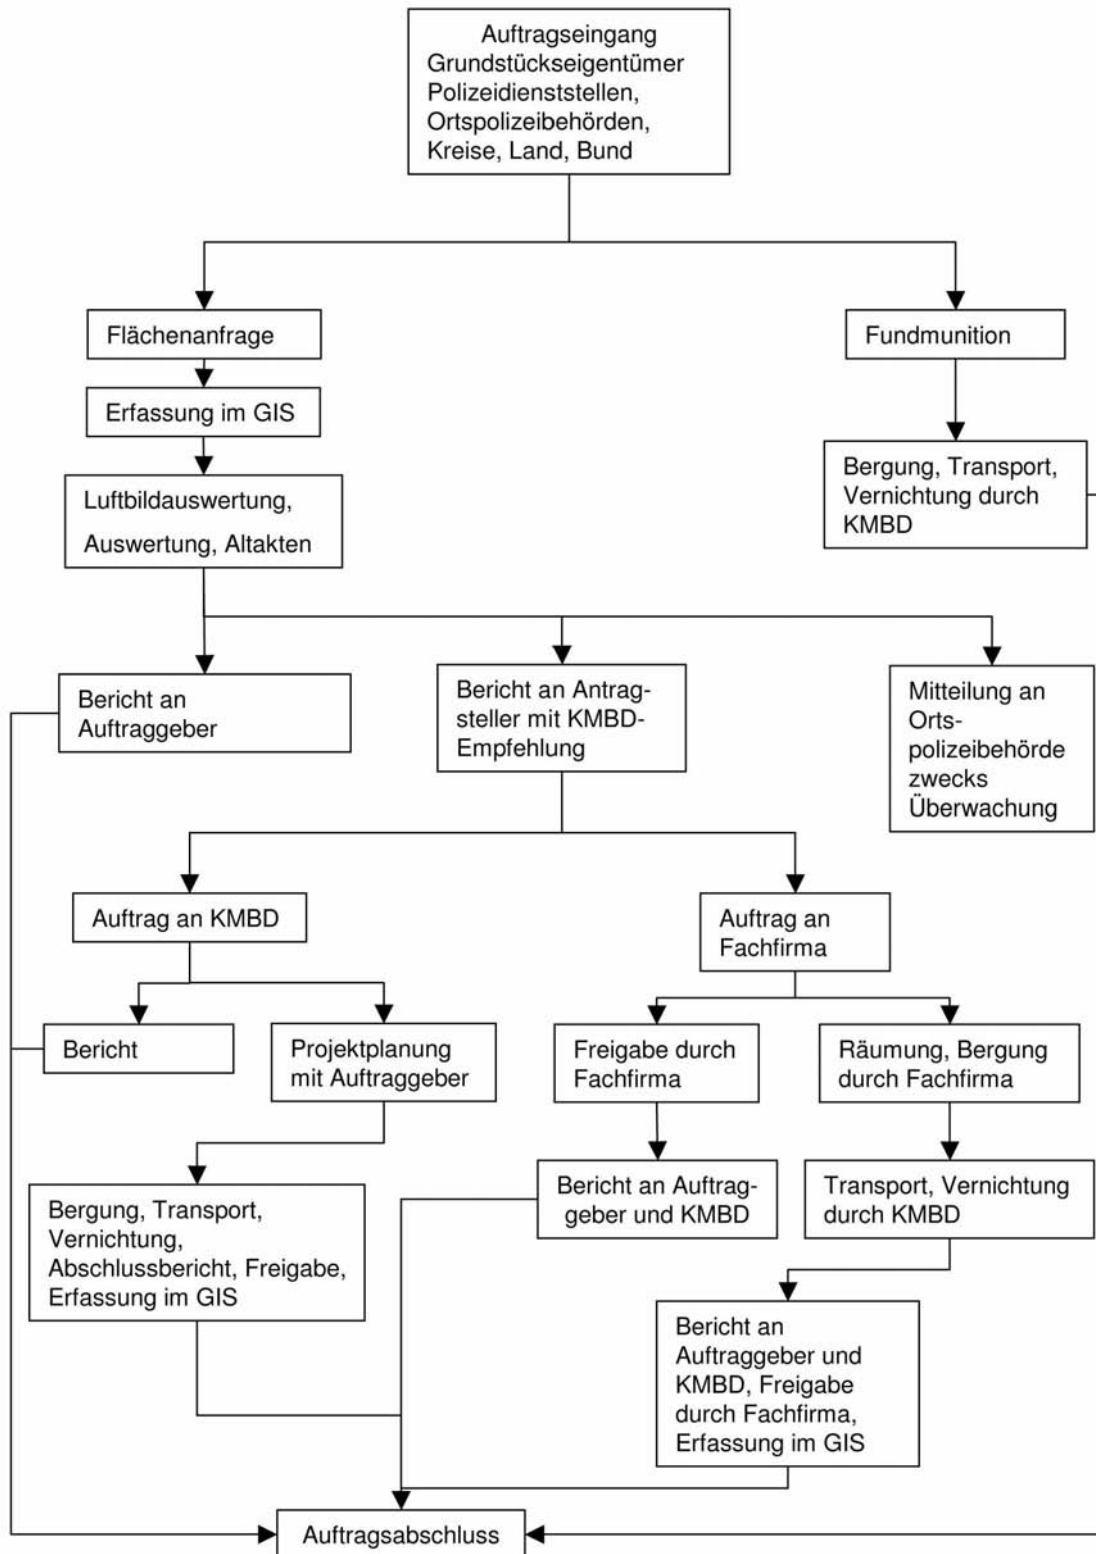 Auftragseingang
Grundstückseigentümer
Polizeidienststellen,
Ortspolizeibehörden,
Kreise, Land, Bund
Flächenanfrage
Fundmunition
Erfassung im GIS
Bergung, Transport,
Vernichtung durch
KMBD
Luftbildauswertung,
Auswertung, Altakten
Bericht an
Auftraggeber
Bericht an Antrag-
steller mit KMBD-
Empfehlung
Mitteilung an
Orts-
polizeibehörde
zwecks
Überwachung
Auftrag an KMBD
Auftrag an
Fachfirma
Bericht
Projektplanung
mit Auftraggeber
Freigabe durch
Fachfirma
Räumung, Bergung
durch Fachfirma
Bergung, Transport,
Vernichtung,
Abschlussbericht, Freigabe,
Erfassung im GIS
Bericht an Auftrag-
geber und KMBD
Transport, Vernichtung
durch KMBD
Bericht an
Auftraggeber und
KMBD, Freigabe
durch Fachfirma,
Erfassung im GIS
Auftragsabschluss